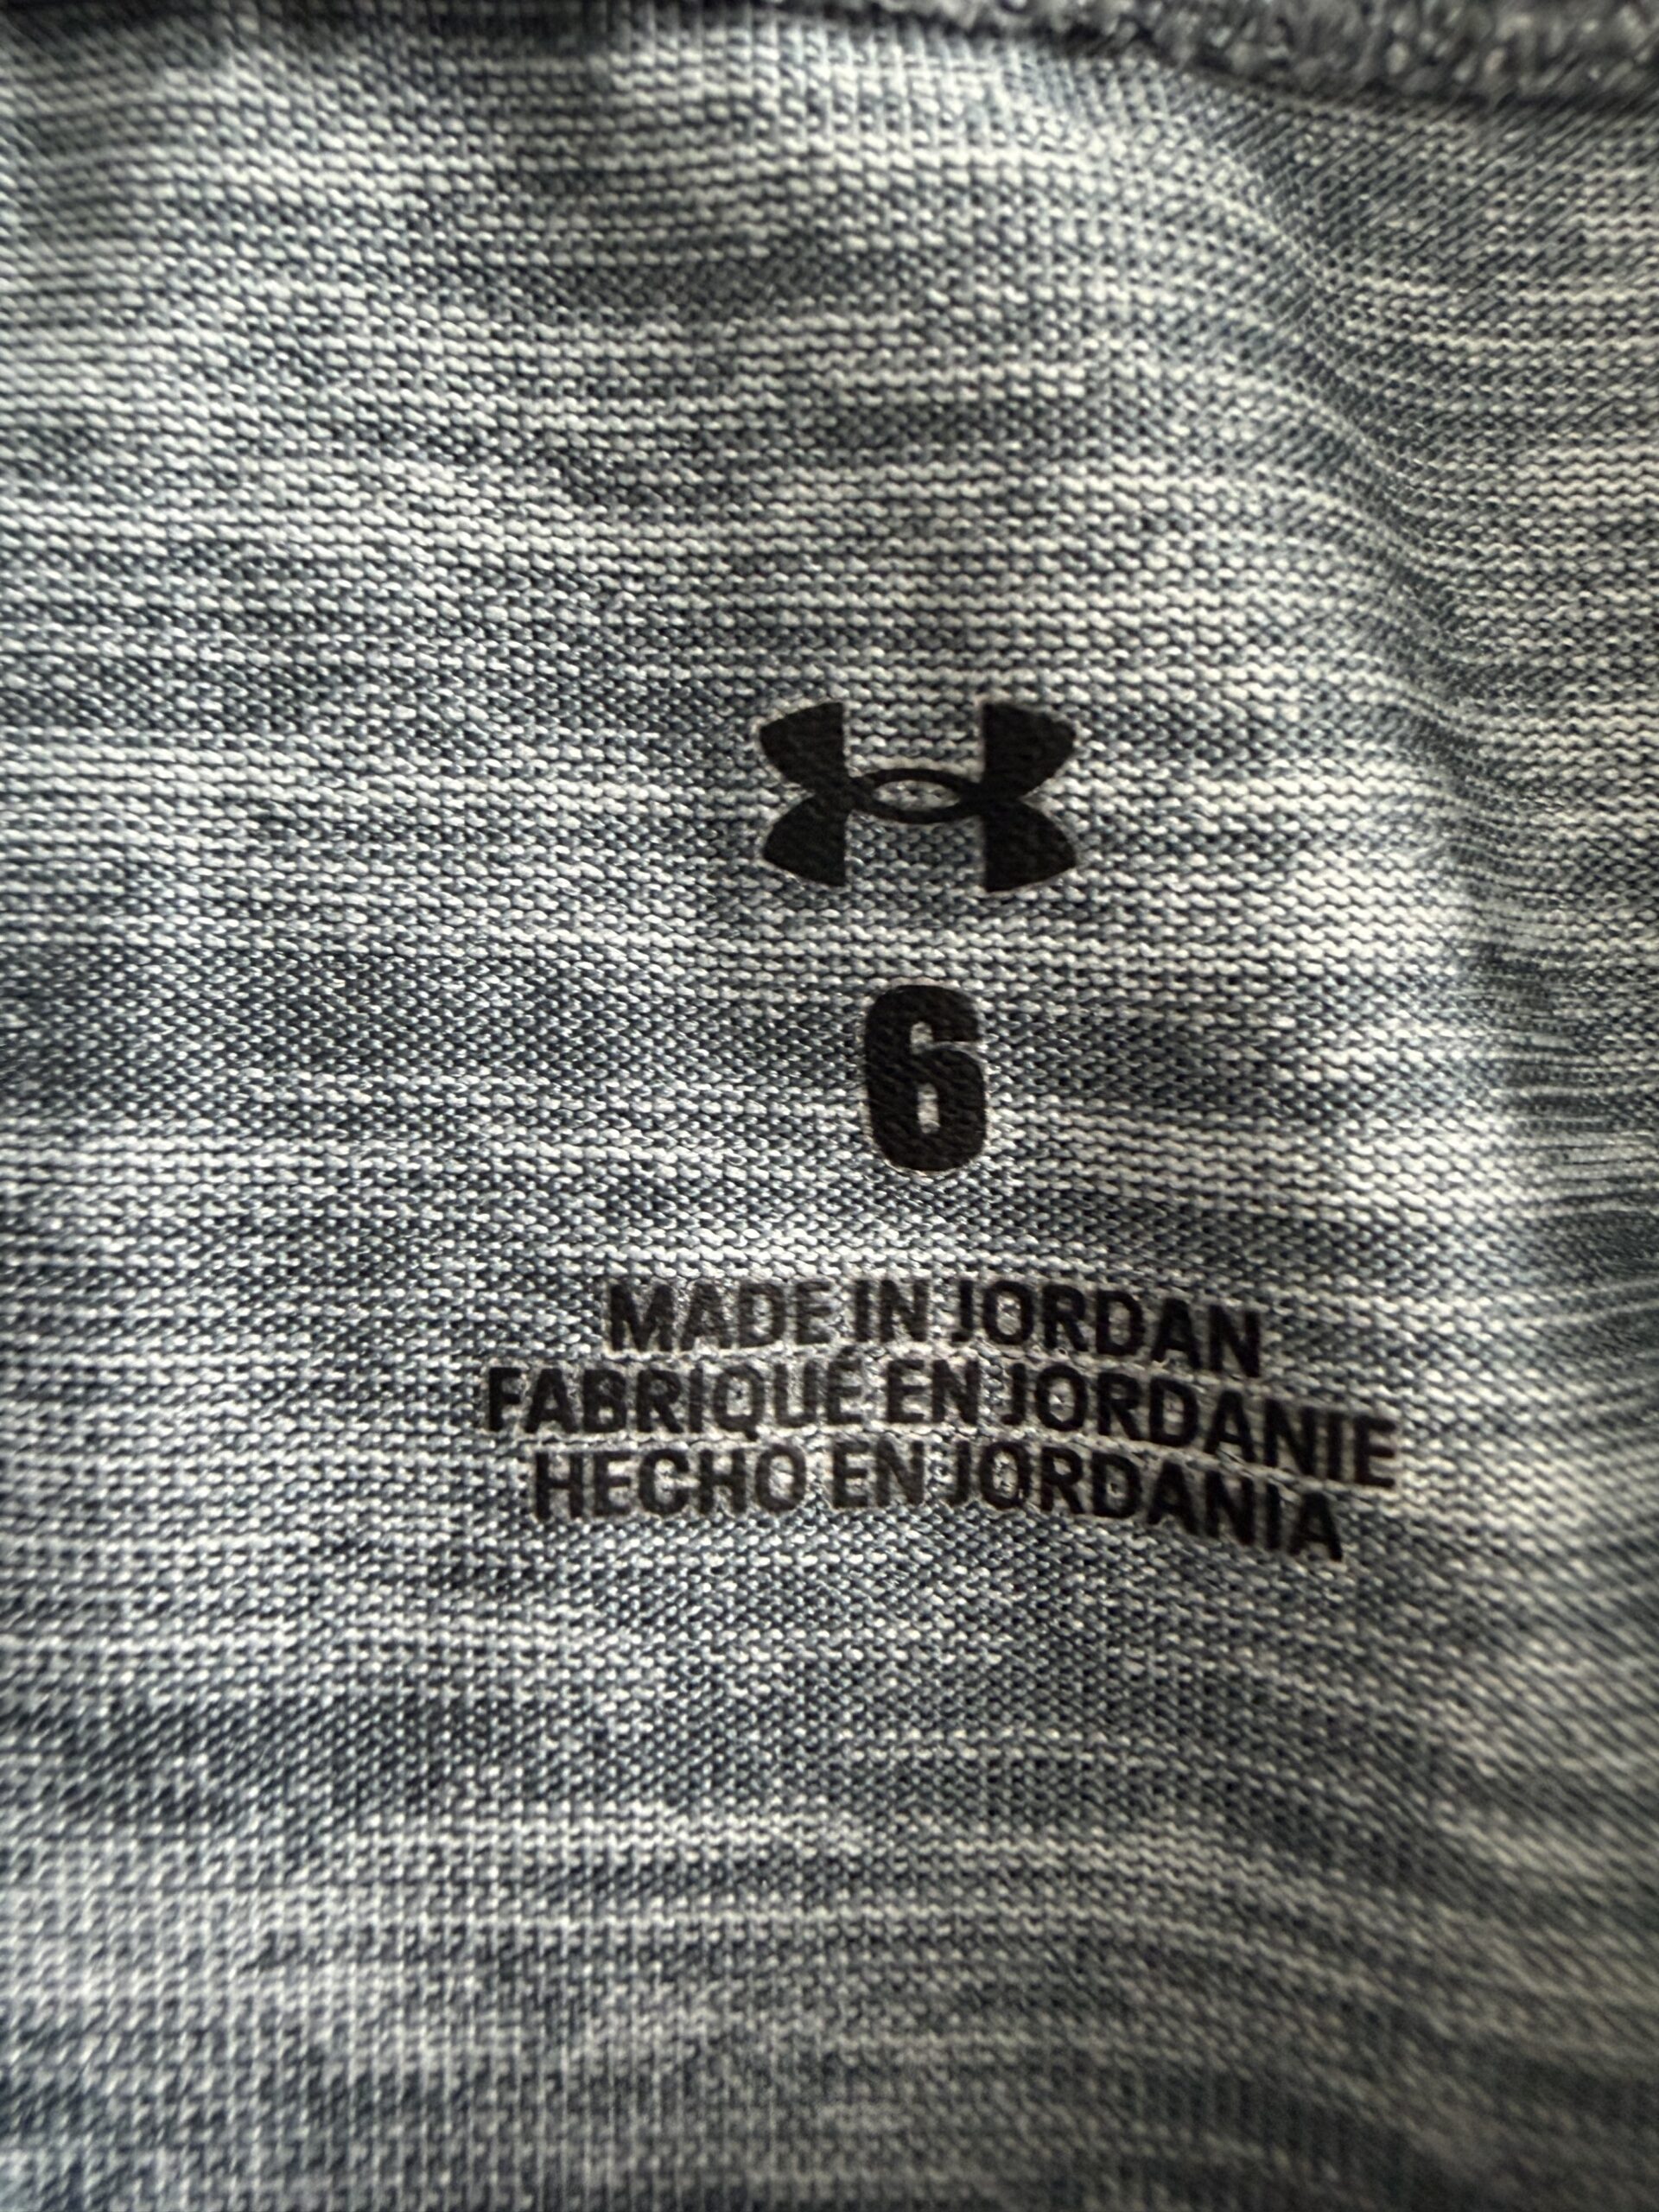 6
MADE IN JORDAN
FABRIQUÉ EN JORDANIE
HECHO EN JORDANIA